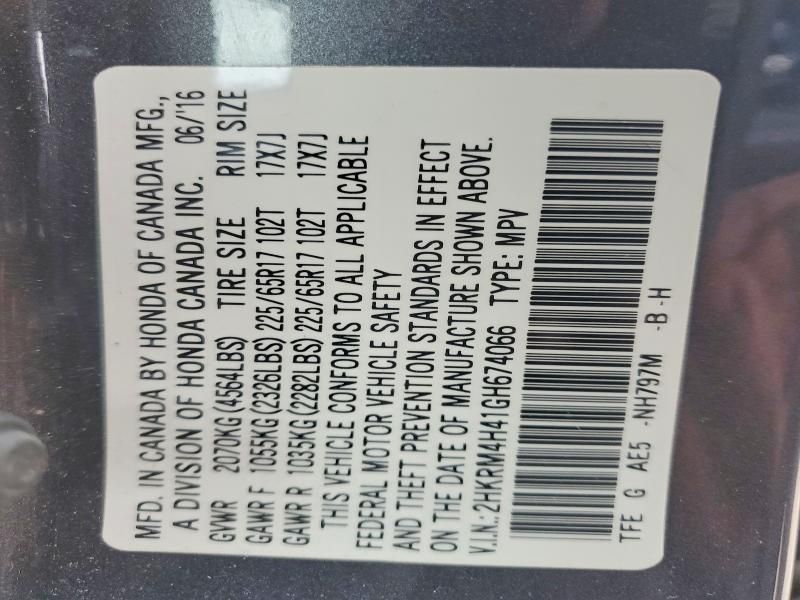 MFD. IN CANADA BY HONDA OF CANADA MFG.,
A DIVISION OF HONDA CANADA INC. 06/'16
GVWR 2070KG(4564LBS) TIRE SIZE RIM SIZE
GAWR F 1055KG(2326LBS) 225/65R17 102T 17X7J
GAWR R 1035KG(2282LBS) 225/65R17 102T 17X7J
THIS VEHICLE CONFORMS TO ALL APPLICABLE
FEDERAL MOTOR VEHICLE SAFETY
AND THEFT PREVENTION STANDARDS IN EFFECT
ON THE DATE OF MANUFACTURE SHOWN ABOVE.
V.I.N.:2HKRM4H41GH674066 TYPE: MPV
TFE G AE5 -NH797M -B -H